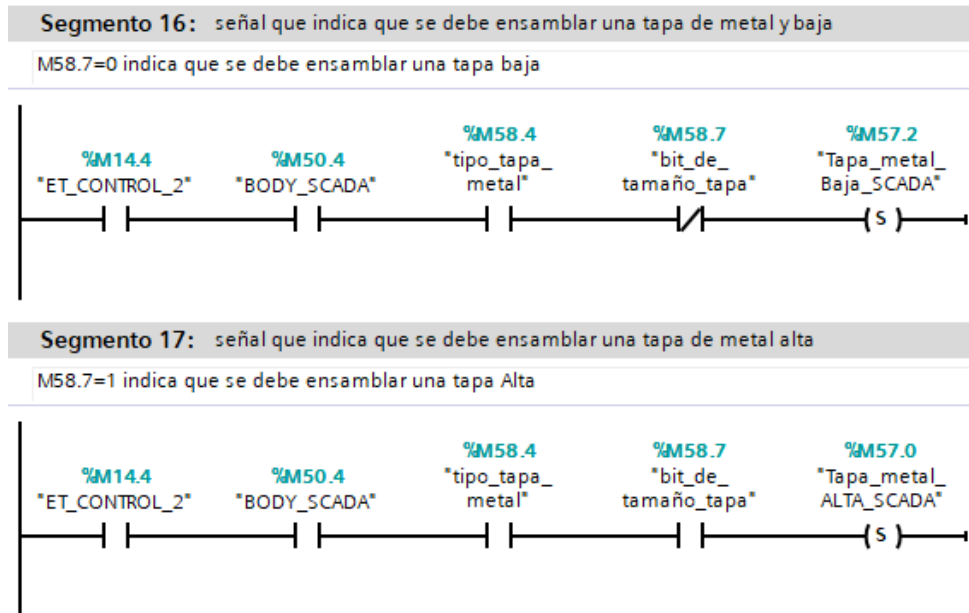 Segmento 16: señal que indica que se debe ensamblar una tapa de metal y baja
M58.7=0 indica que se debe ensamblar una tapa baja
%M58.4 %M58.7 %M57.2
%M14.4 %M50.4 "tipo_tapa_ "bit_de_ "Tapa_metal_
"ET_CONTROL_2" "BODY_SCADA" metal" tamaño_tapa" Baja_SCADA"
S
Segmento 17: señal que indica que se debe ensamblar una tapa de metal alta
M58.7=1 indica que se debe ensamblar una tapa Alta
%M58.4 %M58.7 %M57.0
%M14.4 %M50.4 "tipo_tapa_ "bit_de_ "Tapa_metal_
"ET_CONTROL_2" "BODY_SCADA" metal" tamaño_tapa" ALTA_SCADA"
S